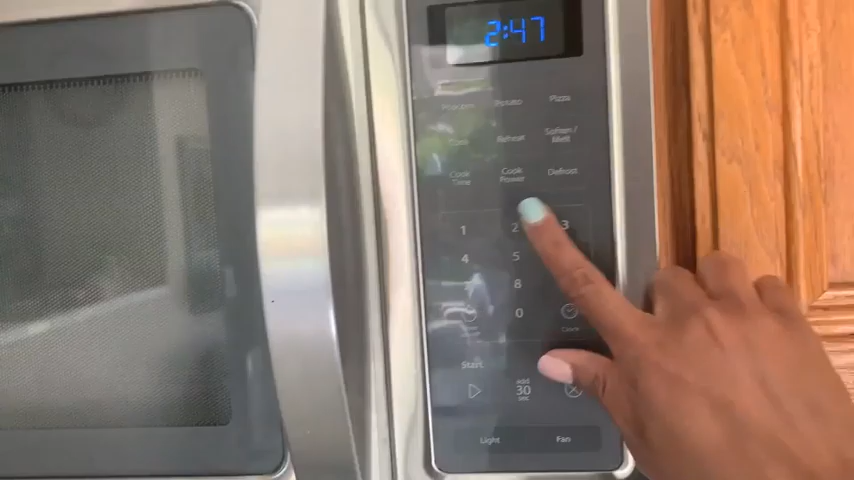 2:47
Popcorn Potato Pizza
Reheat Soften / Melt
Cook Time Cook Power Defrost
1 2 3
4 5
8
0
Clock
Start
add 30 sec
Light Fan